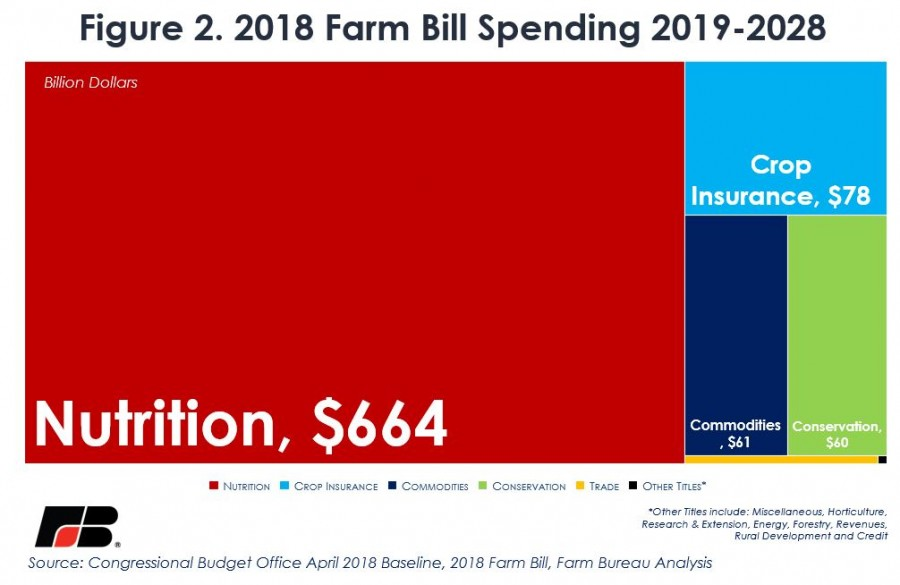 Figure 2. 2018 Farm Bill Spending 2019-2028
Billion Dollars
Crop
Insurance, $78
Nutrition, $664
Commodities
, $61
Conservation,
$60
NUTRITION CROP INSURANCE COMMODITIES CONSERVATION TRADE OTHER TITLES*
*Other Titles include: Miscellaneous, Horticulture,
Research & Extension, Energy, Forestry, Revenues,
Rural Development and Credit
FB®
Source: Congressional Budget Office April 2018 Baseline, 2018 Farm Bill, Farm Bureau Analysis